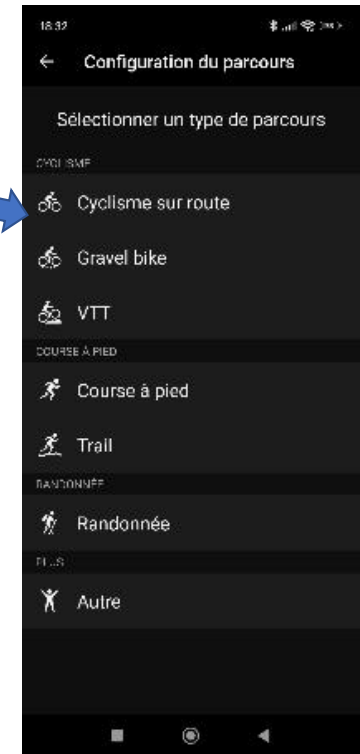 18:32
Configuration du parcours
Sélectionner un type de parcours
CYCLISME
Cyclisme sur route
Gravel bike
VTT
COURSE À PIED
Course à pied
Trail
RANDONNÉE
Randonnée
PLUS
Autre